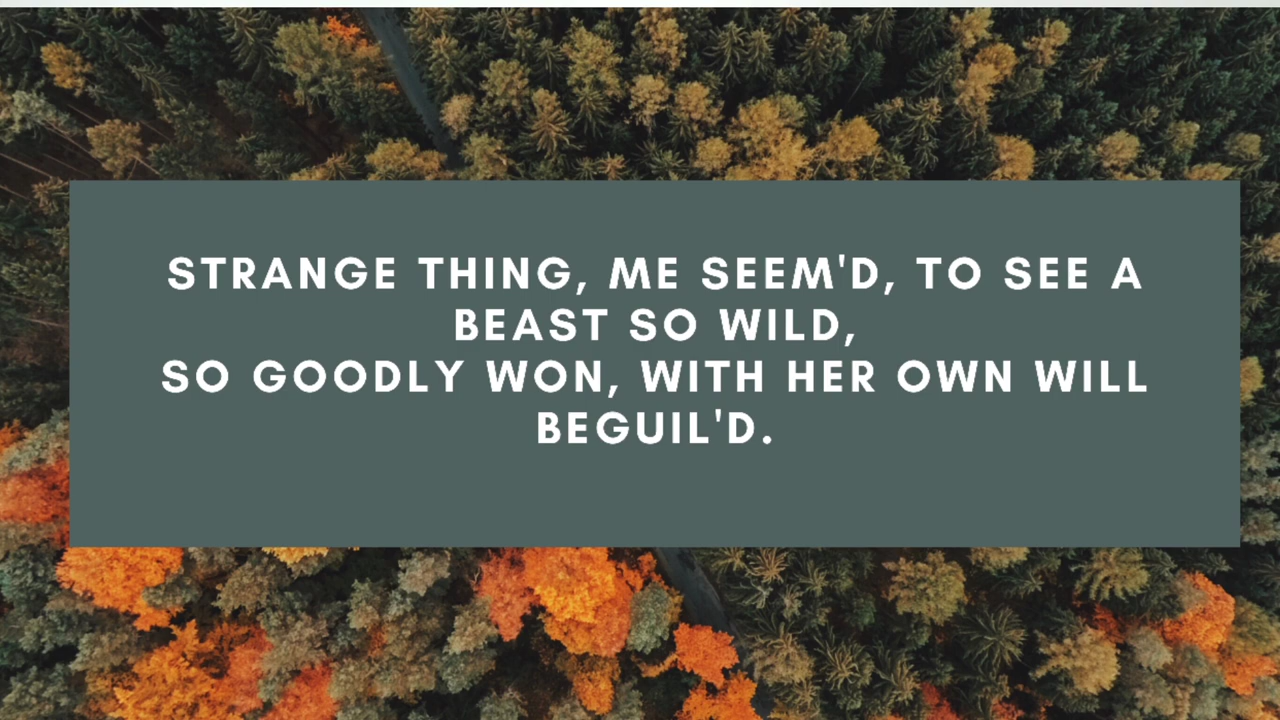 STRANGE THING, ME SEEM'D, TO SEE A
BEAST SO WILD,
SO GOODLY WON, WITH HER OWN WILL
BEGUIL'D.